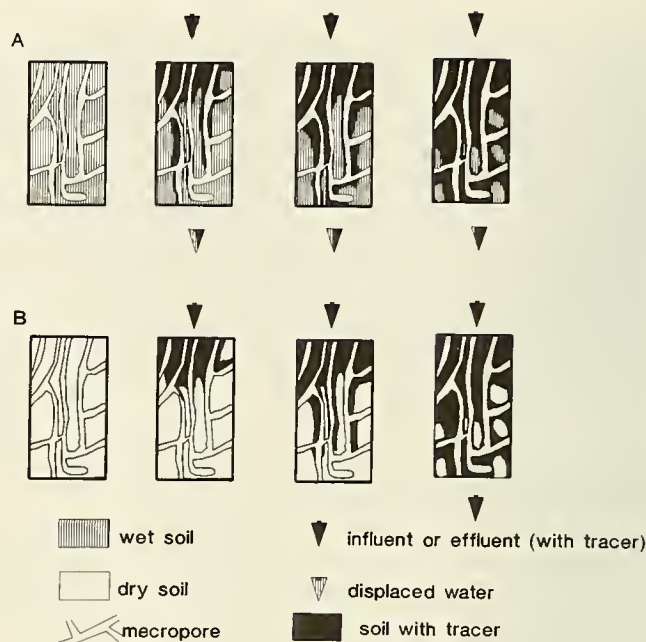 A
B
wet soil
influent or effluent (with tracer)
dry soil
displaced water
mecropore
soil with tracer